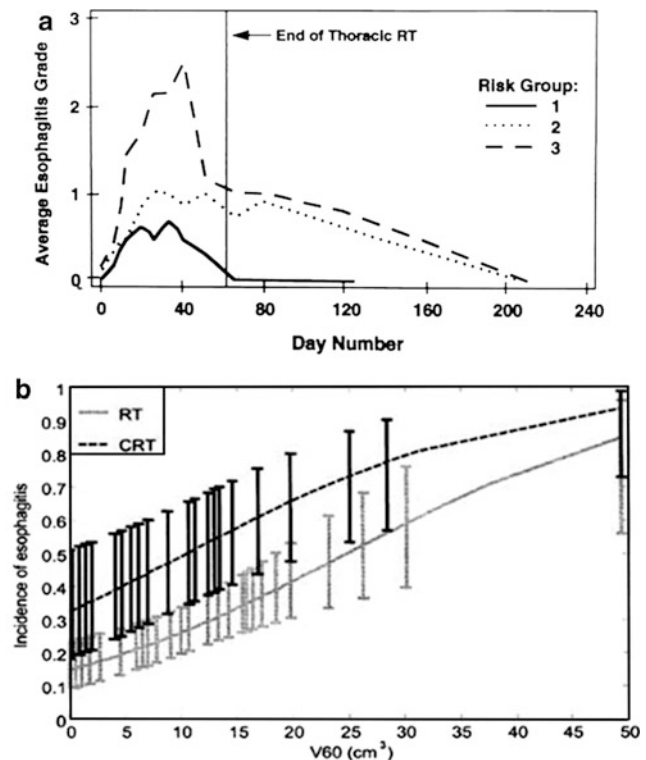 a
3
2
1
0
Average Esophagitis Grade
End of Thoracic RT
Risk Group:
1
2
3
0 40 80 120 160 200 240
Day Number
b
1
0.9
0.8
0.7
0.6
0.5
0.4
0.3
0.2
0.1
0
Incidence of esophagitis
RT
CRT
0 5 10 15 20 25 30 35 40 45 50
V60 (cm³)